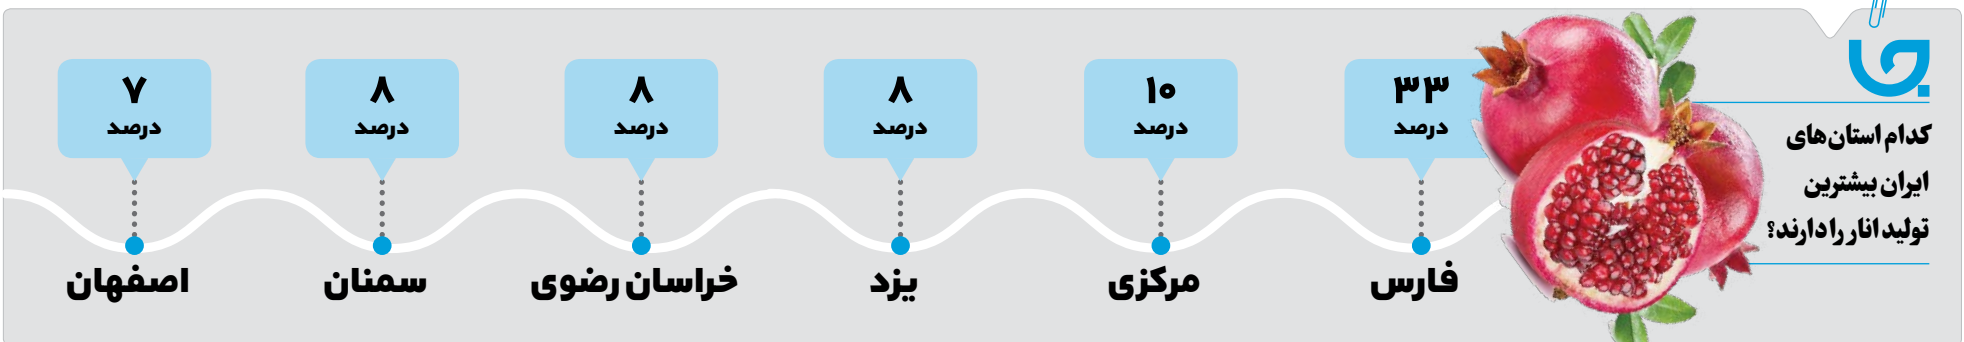 کدام استان‌های
ایران بیشترین
تولید انار را دارند؟
۳۳
درصد
فارس
۱۰
درصد
مرکزی
۸
درصد
یزد
۸
درصد
خراسان رضوی
۸
درصد
سمنان
۷
درصد
اصفهان